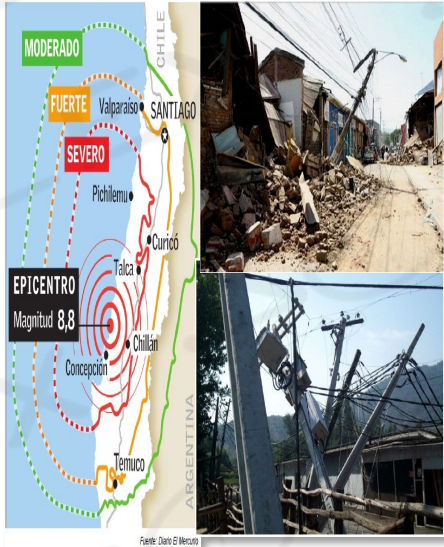 MODERADO
CHILE
FUERTE
Valparaíso
SANTIAGO
SEVERO
Pichilemu
Curicó
Talca
EPICENTRO
Magnitud 8,8
Chillán
Concepción
Temuco
ARGENTINA
Fuente: Diario El Mercurio